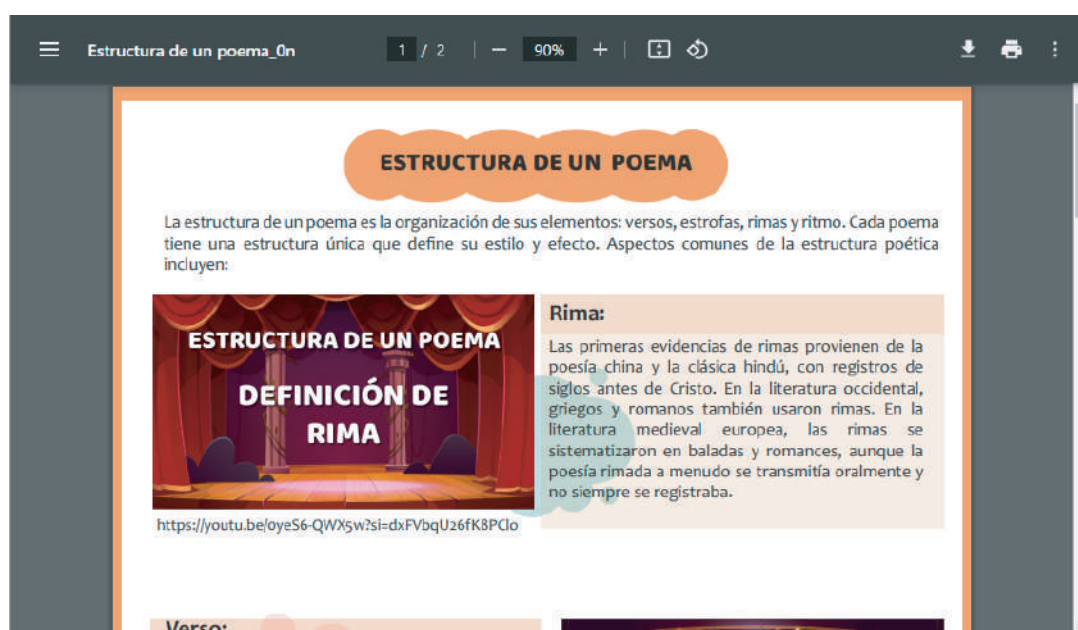 Estructura de un poema_0n
1 / 2
90%
ESTRUCTURA DE UN POEMA
La estructura de un poema es la organización de sus elementos: versos, estrofas, rimas y ritmo. Cada poema
tiene una estructura única que define su estilo y efecto. Aspectos comunes de la estructura poética
incluyen:
ESTRUCTURA DE UN POEMA
DEFINICIÓN DE
RIMA
https://youtu.be/oyeS6-QWX5w?si=dxFVbqU26fK8PClo
Rima:
Las primeras evidencias de rimas provienen de la
poesía china y la clásica hindú, con registros de
siglos antes de Cristo. En la literatura occidental,
griegos y romanos también usaron rimas. En la
literatura medieval europea, las rimas se
sistematizaron en baladas y romances, aunque la
poesía rimada a menudo se transmitía oralmente y
no siempre se registraba.
Verso: